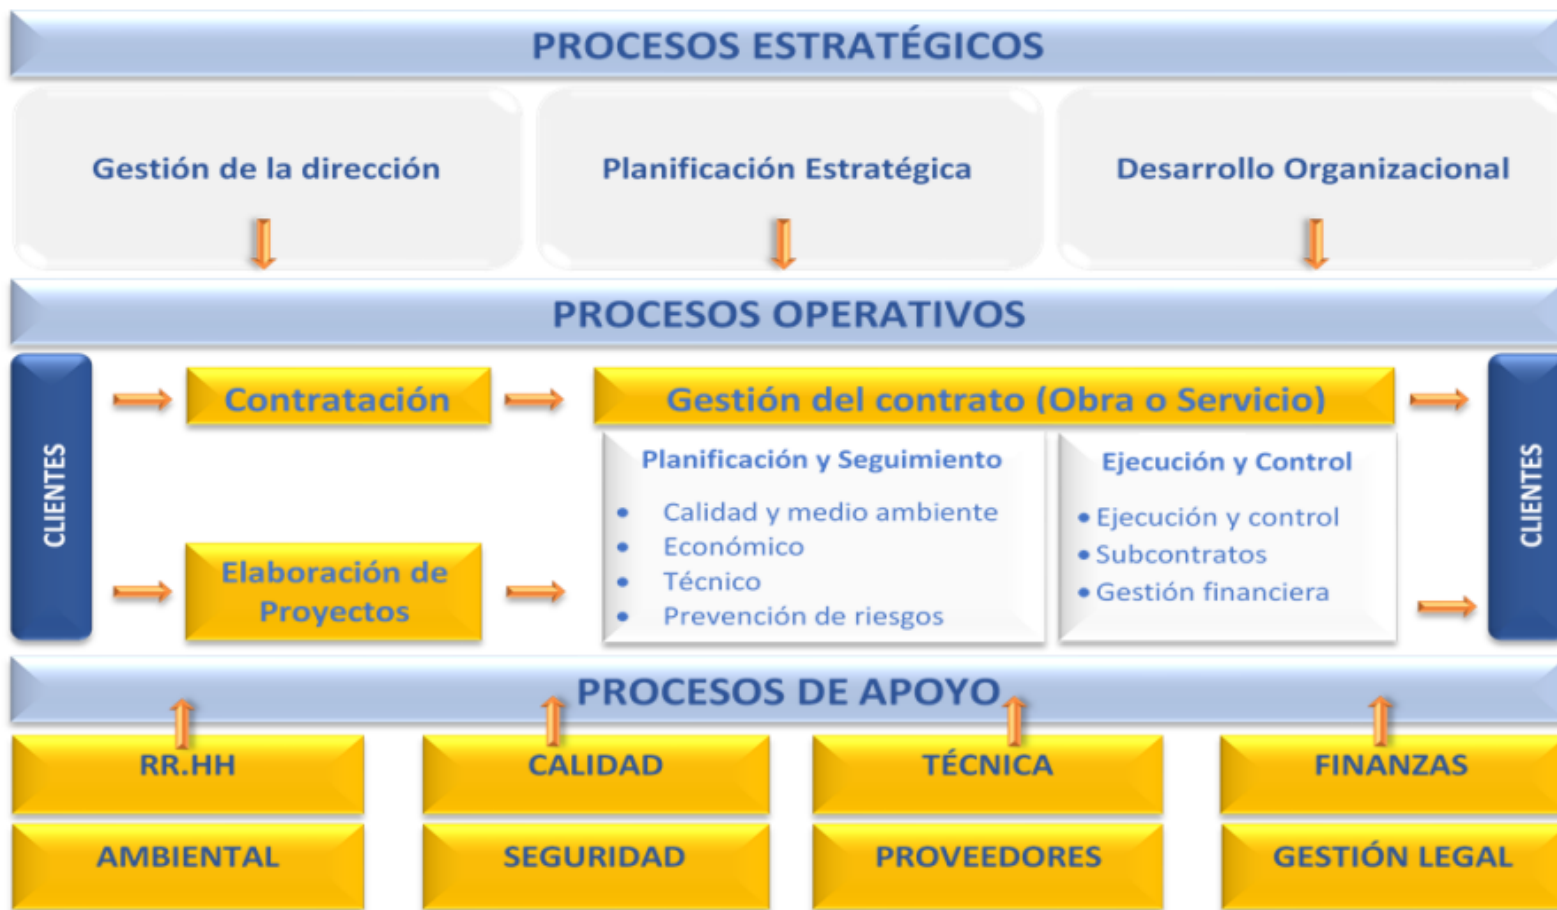 PROCESOS ESTRATÉGICOS
Gestión de la dirección
Planificación Estratégica
Desarrollo Organizacional
PROCESOS OPERATIVOS
CLIENTES
Contratación
Gestión del contrato (Obra o Servicio)
Elaboración de
Proyectos
Planificación y Seguimiento
• Calidad y medio ambiente
• Económico
• Técnico
• Prevención de riesgos
Ejecución y Control
• Ejecución y control
• Subcontratos
• Gestión financiera
CLIENTES
PROCESOS DE APOYO
RR.HH
CALIDAD
TÉCNICA
FINANZAS
AMBIENTAL
SEGURIDAD
PROVEEDORES
GESTIÓN LEGAL